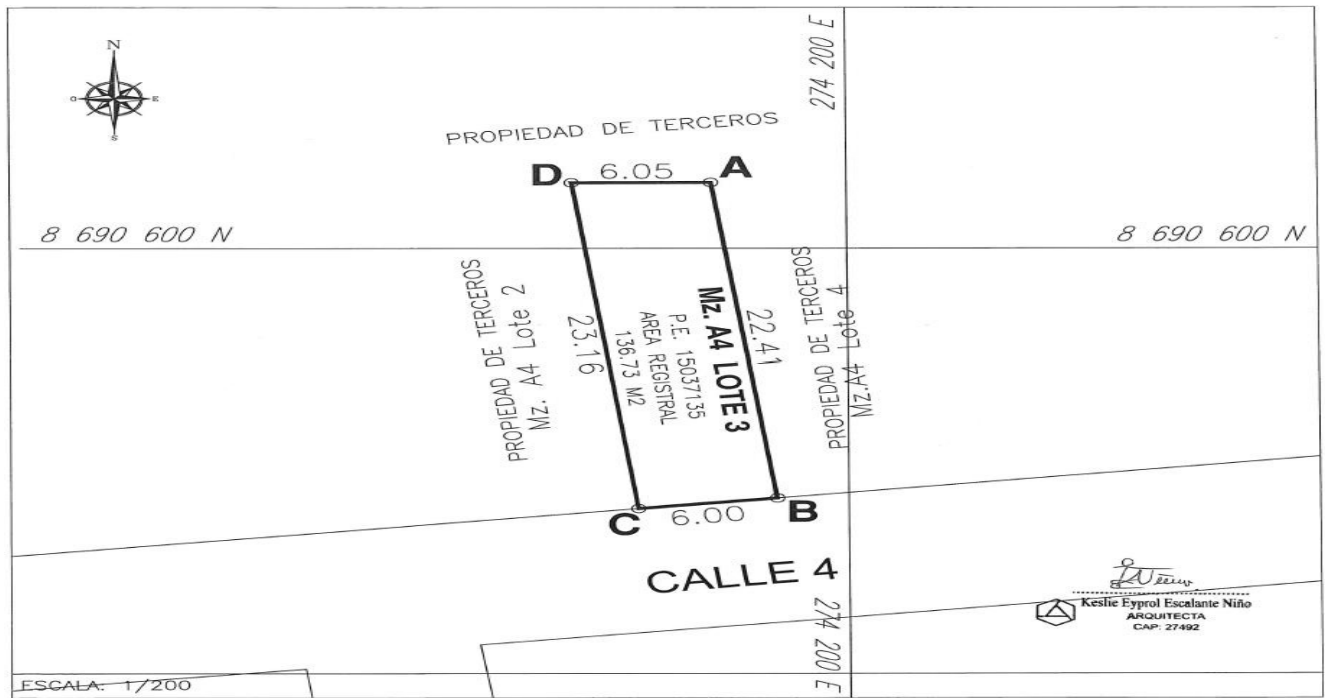 N
O
E
S
274 200 E
PROPIEDAD DE TERCEROS
D
6.05
A
8 690 600 N
8 690 600 N
PROPIEDAD DE TERCEROS
MZ. A4 Lote 2
23.16
Mz. A4 LOTE 3
P.E. 15037135
AREA REGISTRAL
136.73 M2
22.41
PROPIEDAD DE TERCEROS
MZ.A4 Lote 4
C
6.00
B
CALLE 4
274 200 E
Keslie Eyprol Escalante Niño
ARQUITECTA
CAP: 27492
ESCALA: 1/200